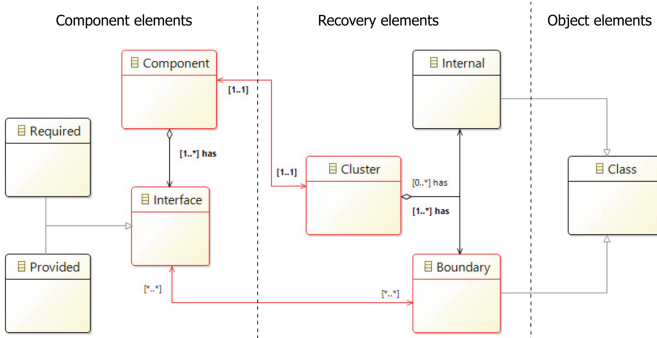 Component elements
Recovery elements
Object elements
Component
[1..1]
Internal
Required
[1..*] has
[1..1]
Cluster
[0..*] has
[1..*] has
Class
Interface
Provided
[*..*]
[*..*]
Boundary